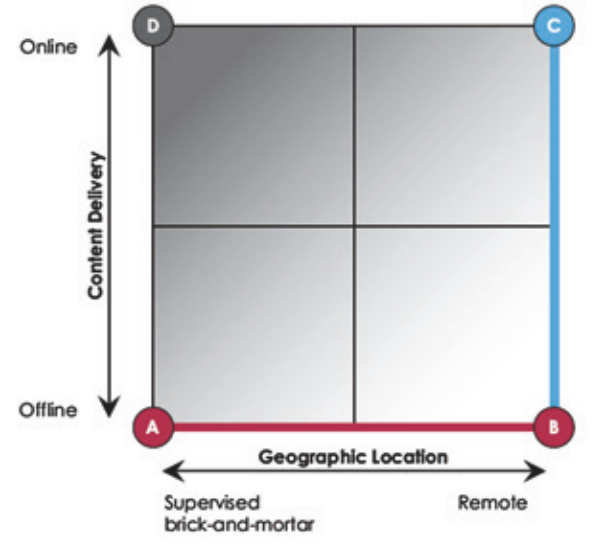 D
C
Online
Content Delivery
Offline
A
B
Geographic Location
Supervised
brick-and-mortar
Remote